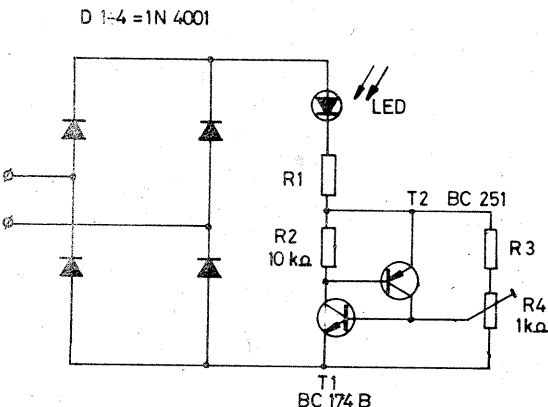 D 1÷4 = 1N 4001
LED
R1
T2 BC 251
R2
10 kΩ
R3
R4
1kΩ
T1
BC 174 B